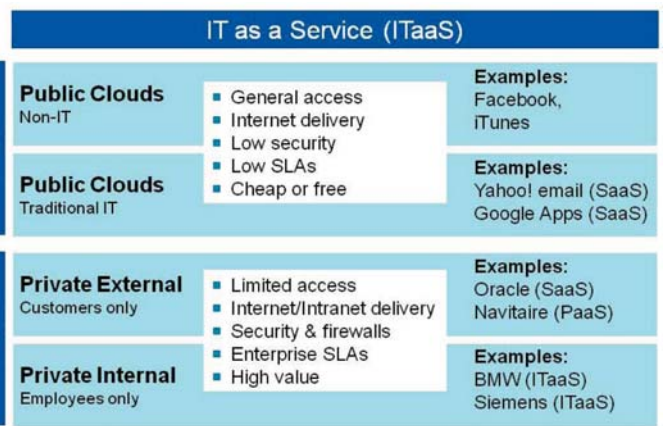 IT as a Service (ITaaS)
Public Clouds
Non-IT
Public Clouds
Traditional IT
General access
Internet delivery
Low security
Low SLAs
Cheap or free
Examples:
Facebook,
iTunes
Examples:
Yahoo! email (SaaS)
Google Apps (SaaS)
Private External
Customers only
Private Internal
Employees only
Limited access
Internet/Intranet delivery
Security & firewalls
Enterprise SLAs
High value
Examples:
Oracle (SaaS)
Navitaire (PaaS)
Examples:
BMW (ITaaS)
Siemens (ITaaS)